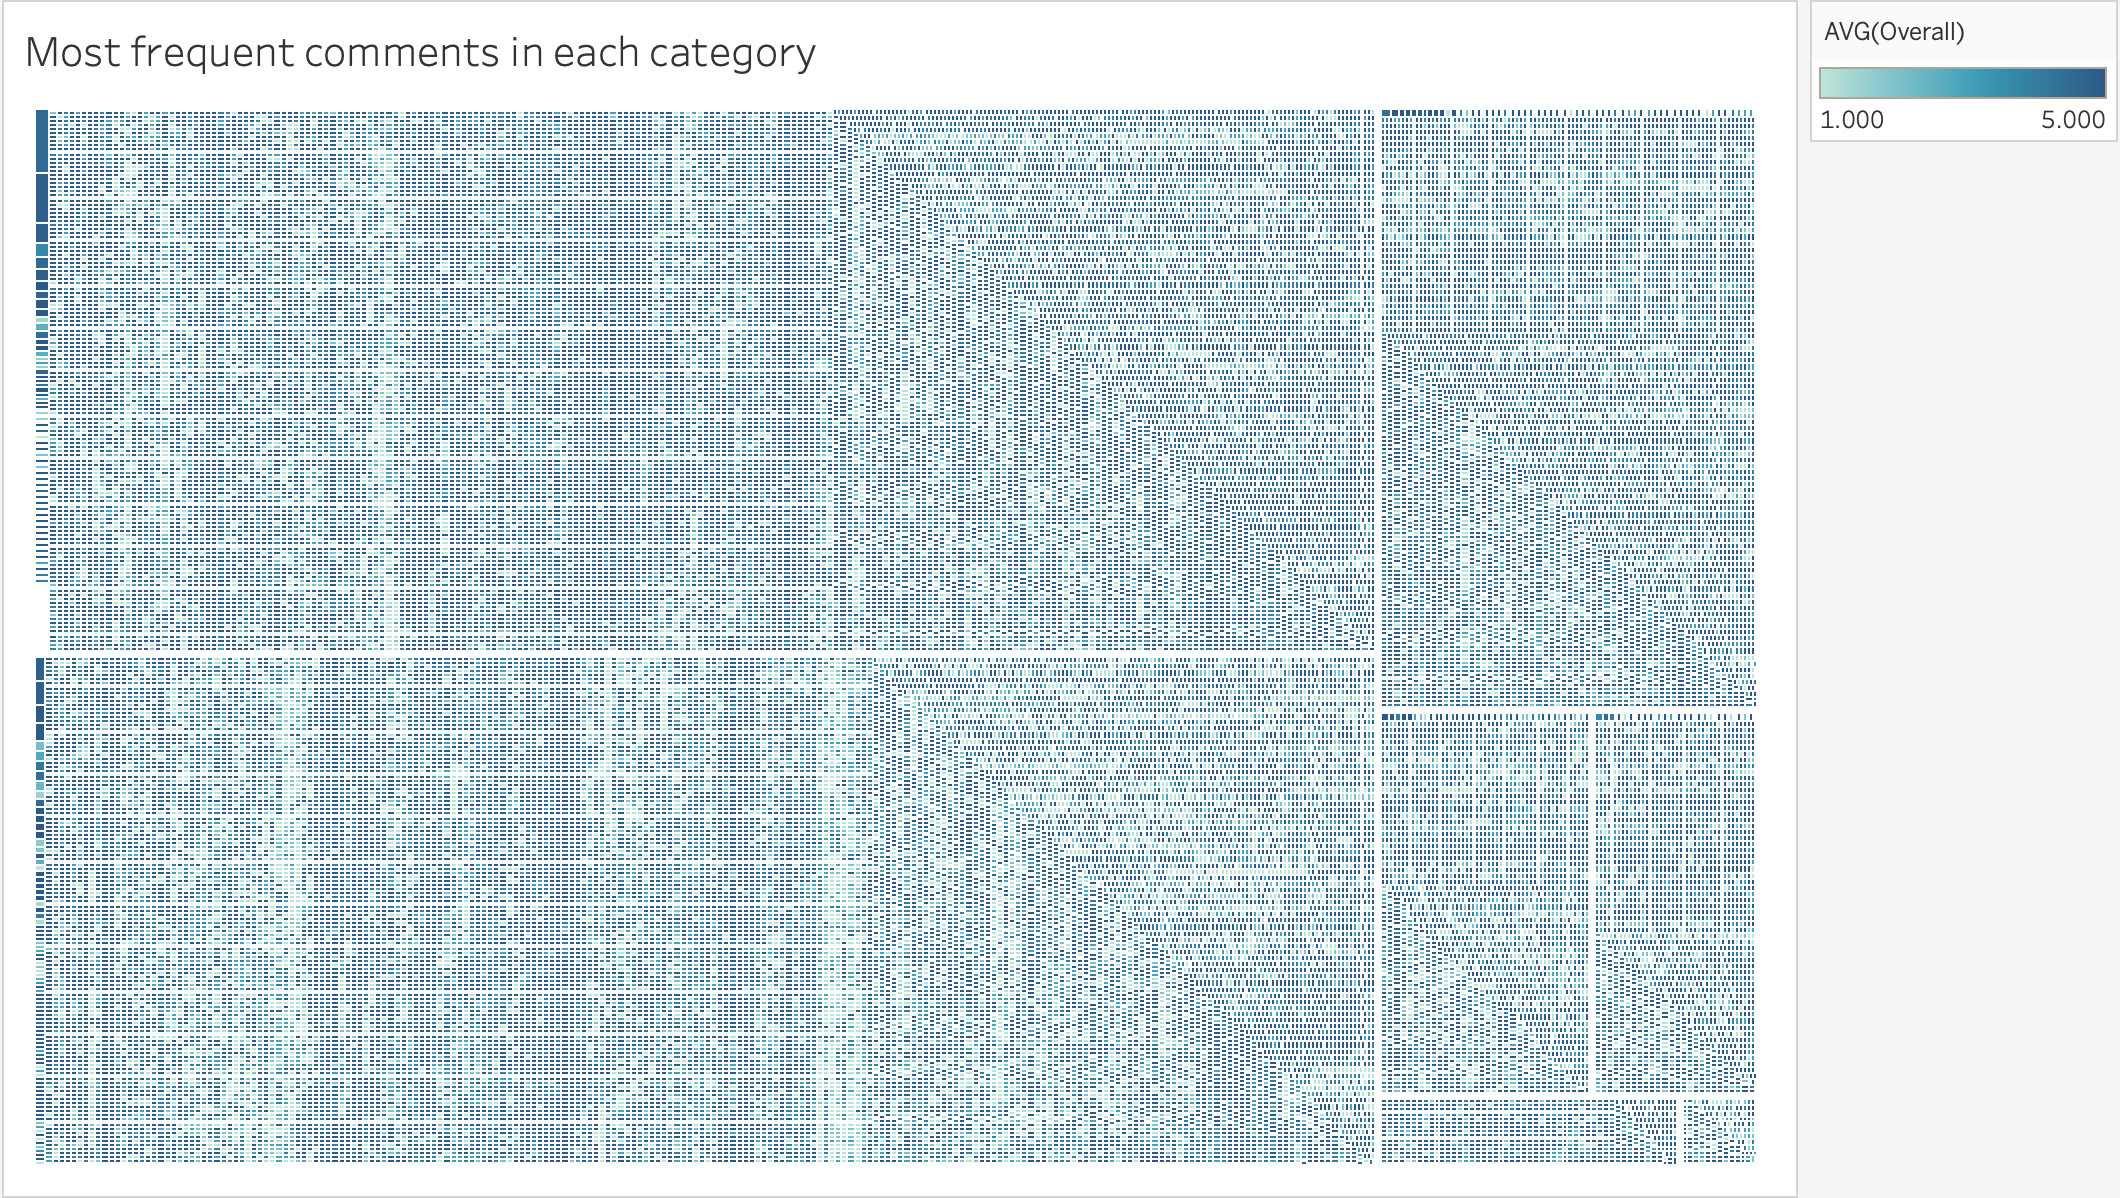 Most frequent comments in each category
AVG(Overall)
1.000 5.000